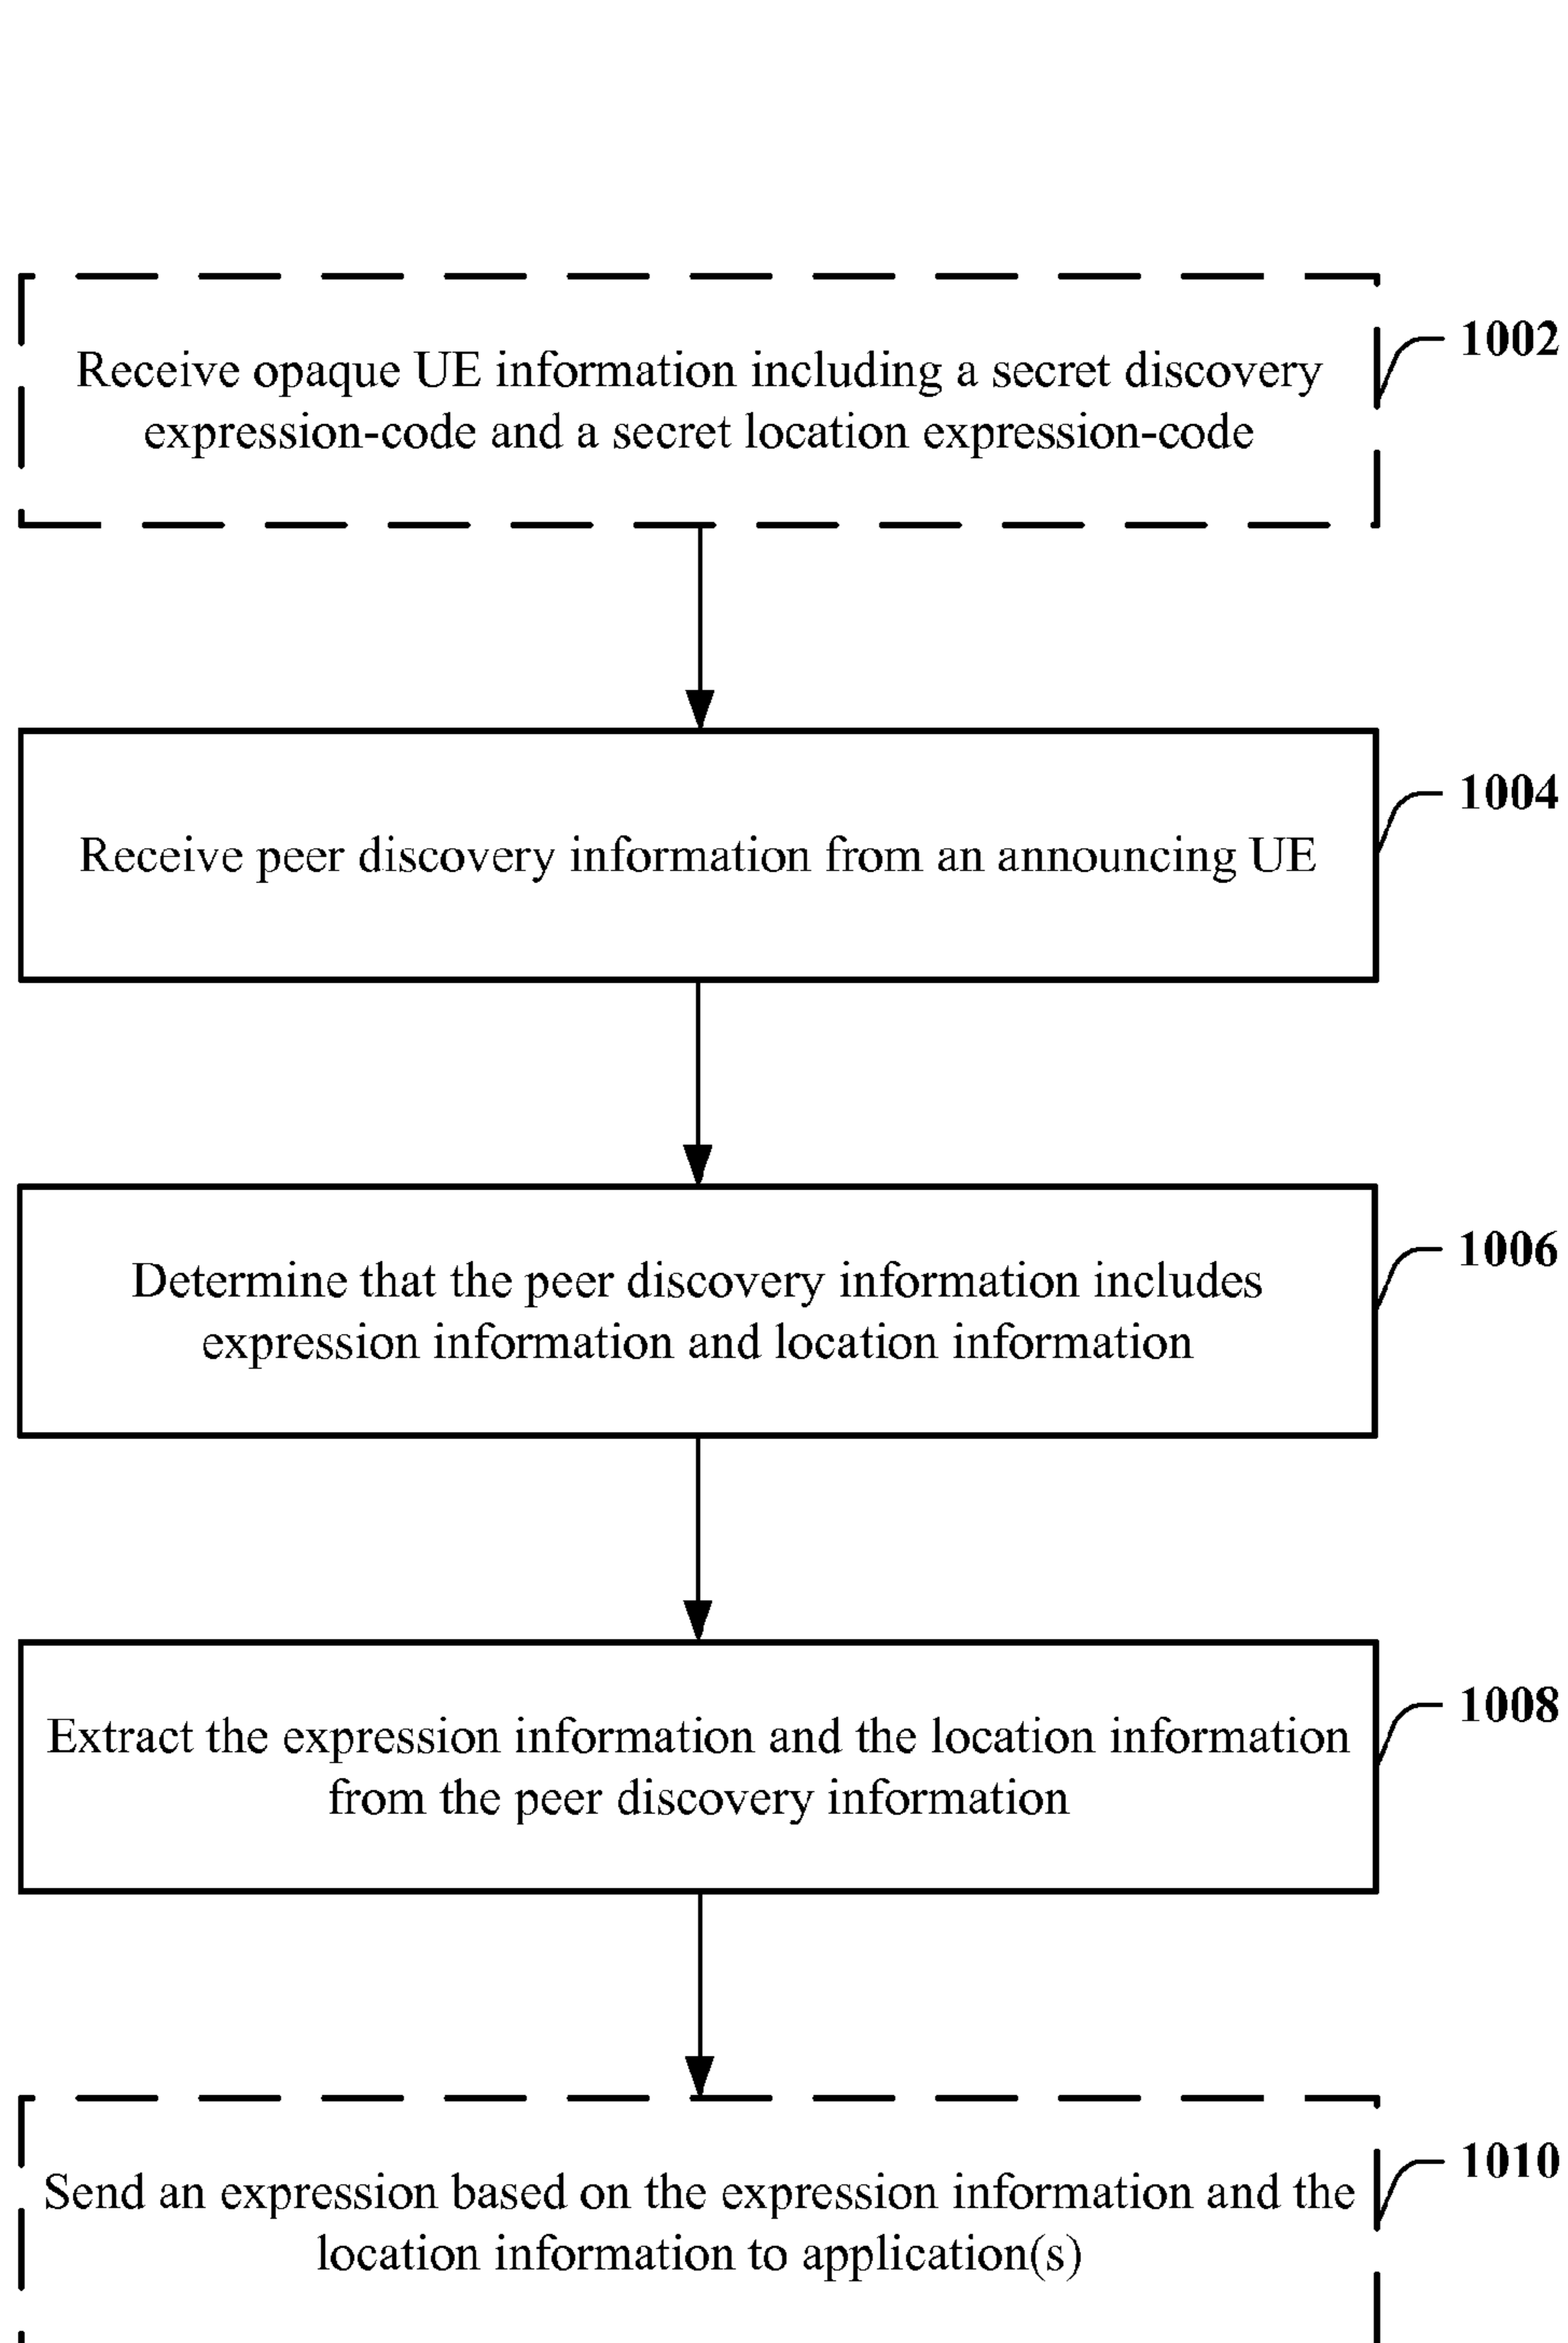 Receive opaque UE information including a secret discovery
expression-code and a secret location expression-code
1002
Receive peer discovery information from an announcing UE
1004
Determine that the peer discovery information includes
expression information and location information
1006
Extract the expression information and the location information
from the peer discovery information
1008
Send an expression based on the expression information and the
location information to application(s)
1010